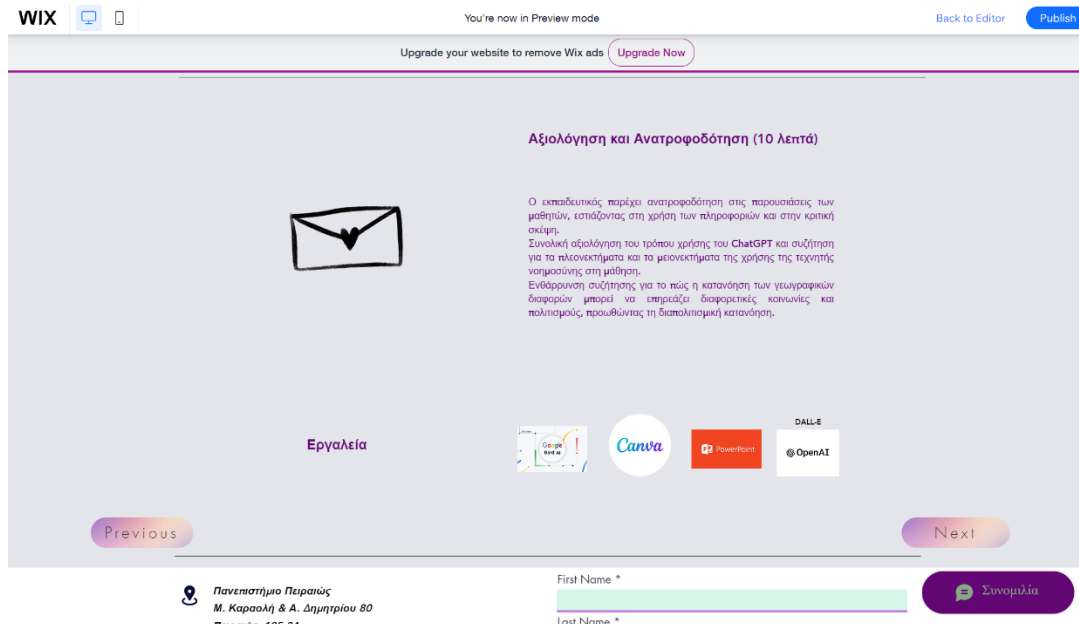 WIX
You're now in Preview mode
Back to Editor
Publish
Upgrade your website to remove Wix ads
Upgrade Now
Αξιολόγηση και Ανατροφοδότηση (10 λεπτά)
Ο εκπαιδευτικός παρέχει ανατροφοδότηση στις παρουσιάσεις των
μαθητών, εστιάζοντας στη χρήση των πληροφοριών και στην κριτική
σκέψη.
Συνολική αξιολόγηση του τρόπου χρήσης του ChatGPT και συζήτηση
για τα πλεονεκτήματα και τα μειονεκτήματα της χρήσης της τεχνητής
νοημοσύνης στη μάθηση.
Ενθάρρυνση συζήτησης για το πώς η κατανόηση των γεωγραφικών
διαφορών μπορεί να επηρεάζει διαφορετικές κοινωνίες και
πολιτισμούς, προωθώντας τη διαπολιτισμική κατανόηση.
Εργαλεία
Google
Bard AI
Canva
PowerPoint
DALL-E
OpenAI
Previous
Next
Πανεπιστήμιο Πειραιώς
Μ. Καραολή & Α. Δημητρίου 80
First Name *
Last Name *
Συνομιλία